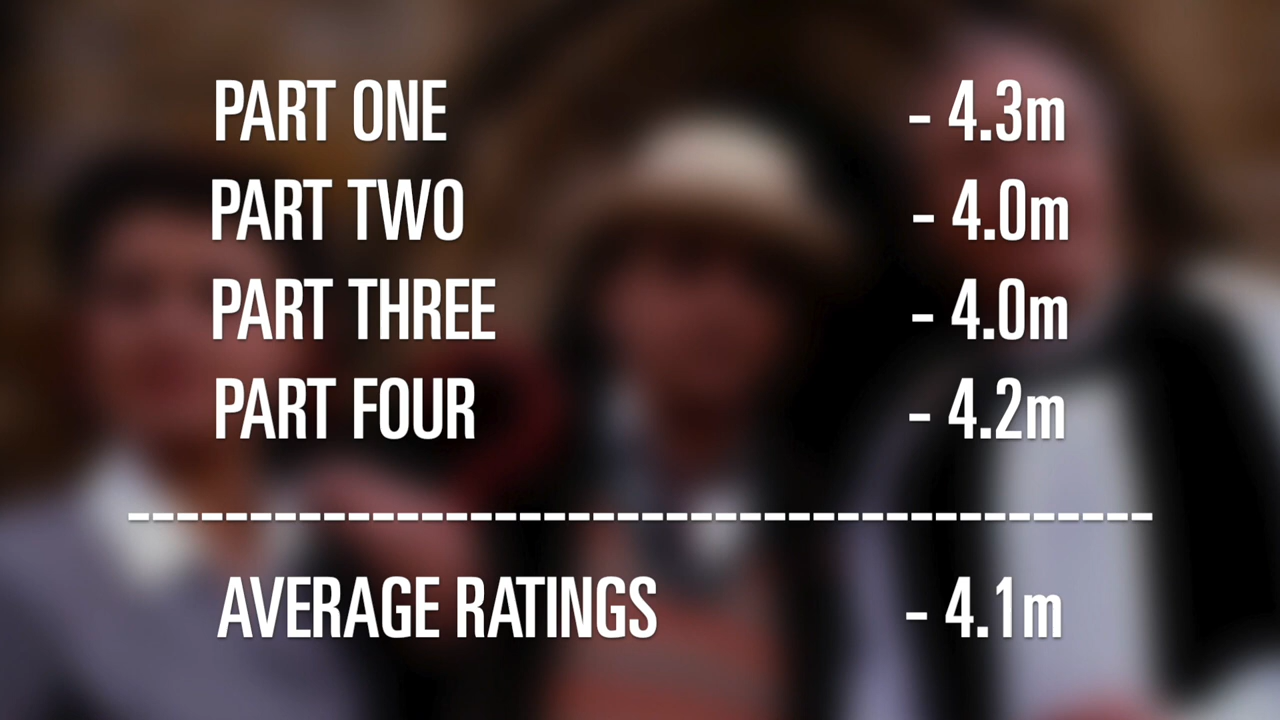 PART ONE - 4.3m
PART TWO - 4.0m
PART THREE - 4.0m
PART FOUR - 4.2m
AVERAGE RATINGS - 4.1m